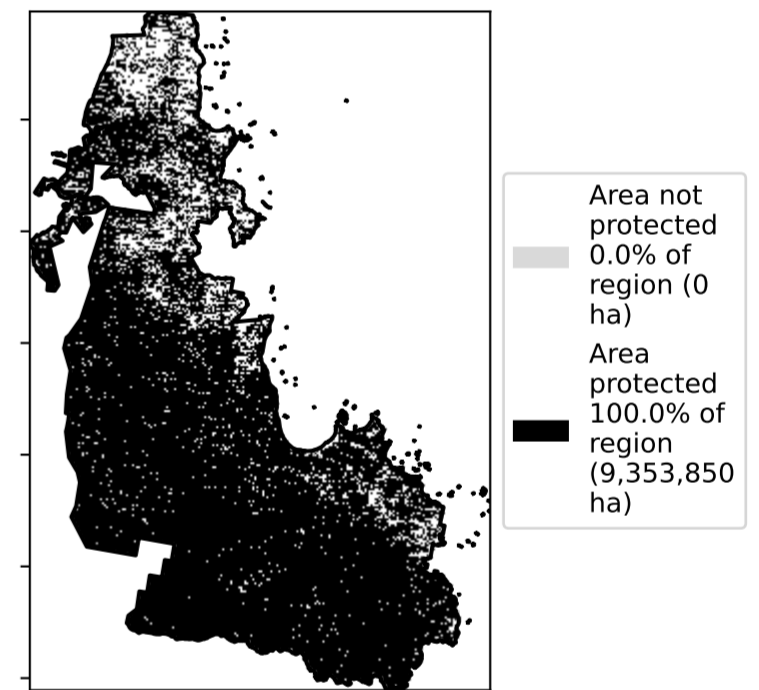 Area not
protected
0.0% of
region (0
ha)
Area
protected
100.0% of
region
(9,353,850
ha)